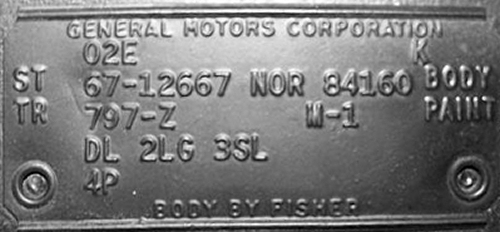 GENERAL MOTORS CORPORATION
02E K
ST 67-12667 NOR 84160 BODY
TR 797-Z M-1 PAINT
DL 2LG 3SL
4P
BODY BY FISHER